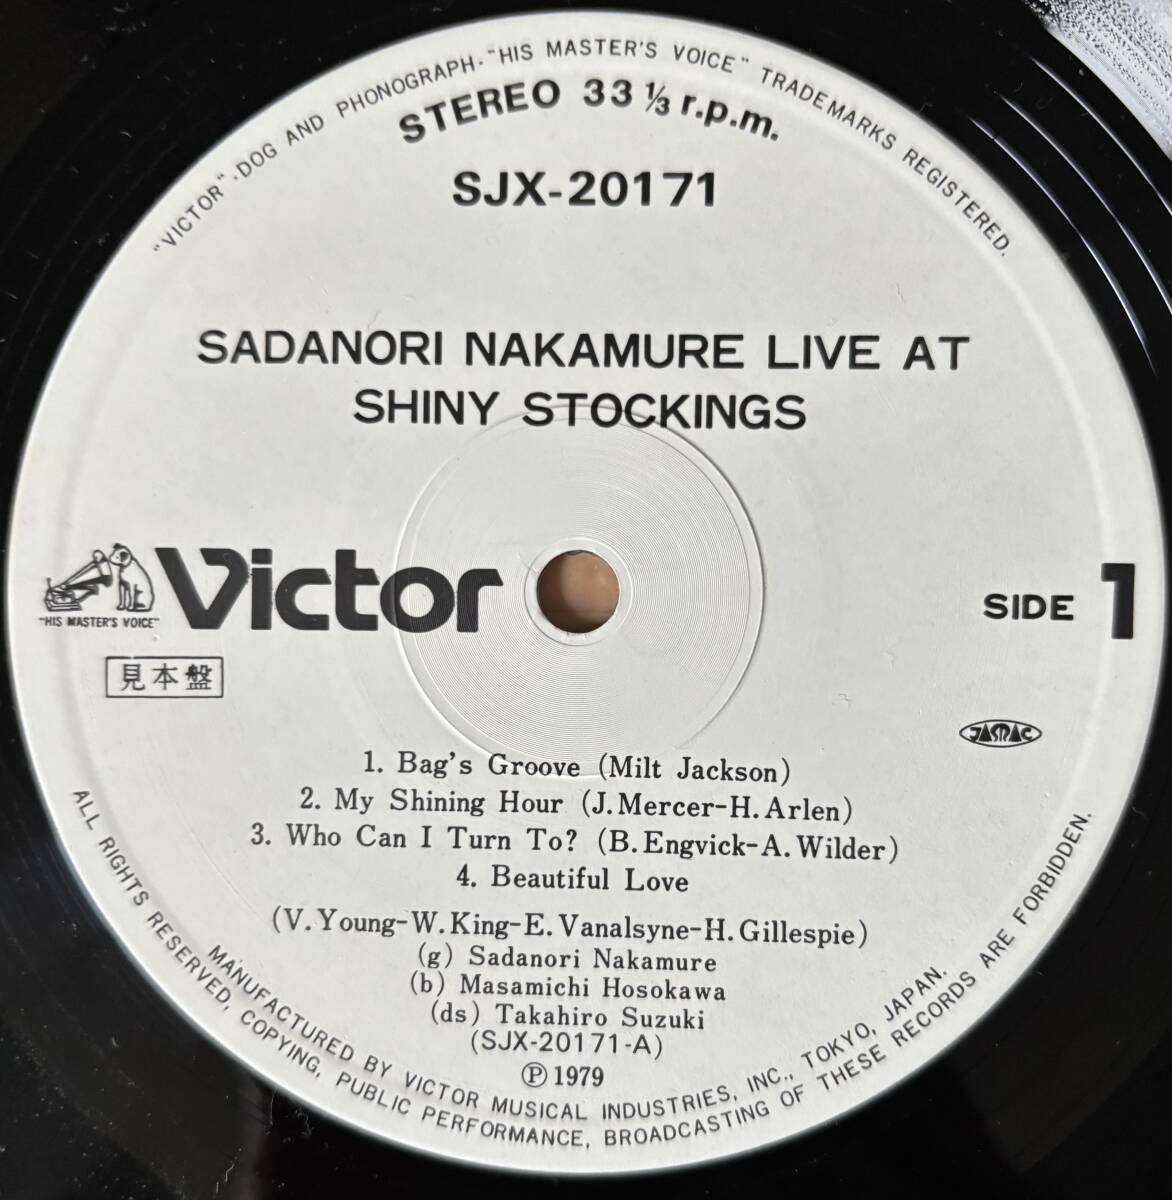 "VICTOR"·DOG AND PHONOGRAPH·"HIS MASTER'S VOICE" TRADEMARKS REGISTERED.
STEREO 33 1/3 r.p.m.
SJX-20171
SADANORI NAKAMURE LIVE AT
SHINY STOCKINGS
Victor
"HIS MASTER'S VOICE"
SIDE 1
見本盤
JASRAC
1. Bag's Groove (Milt Jackson)
2. My Shining Hour (J.Mercer-H.Arlen)
3. Who Can I Turn To? (B.Engvick-A.Wilder)
4. Beautiful Love
(V.Young-W.King-E.Vanalsyne-H.Gillespie)
(g) Sadanori Nakamure
(b) Masamichi Hosokawa
(ds) Takahiro Suzuki
(SJX-20171-A)
Ⓟ1979
MANUFACTURED BY VICTOR MUSICAL INDUSTRIES, INC., TOKYO, JAPAN.
ALL RIGHTS RESERVED, COPYING, PUBLIC PERFORMANCE, BROADCASTING OF THESE RECORDS ARE FORBIDDEN.